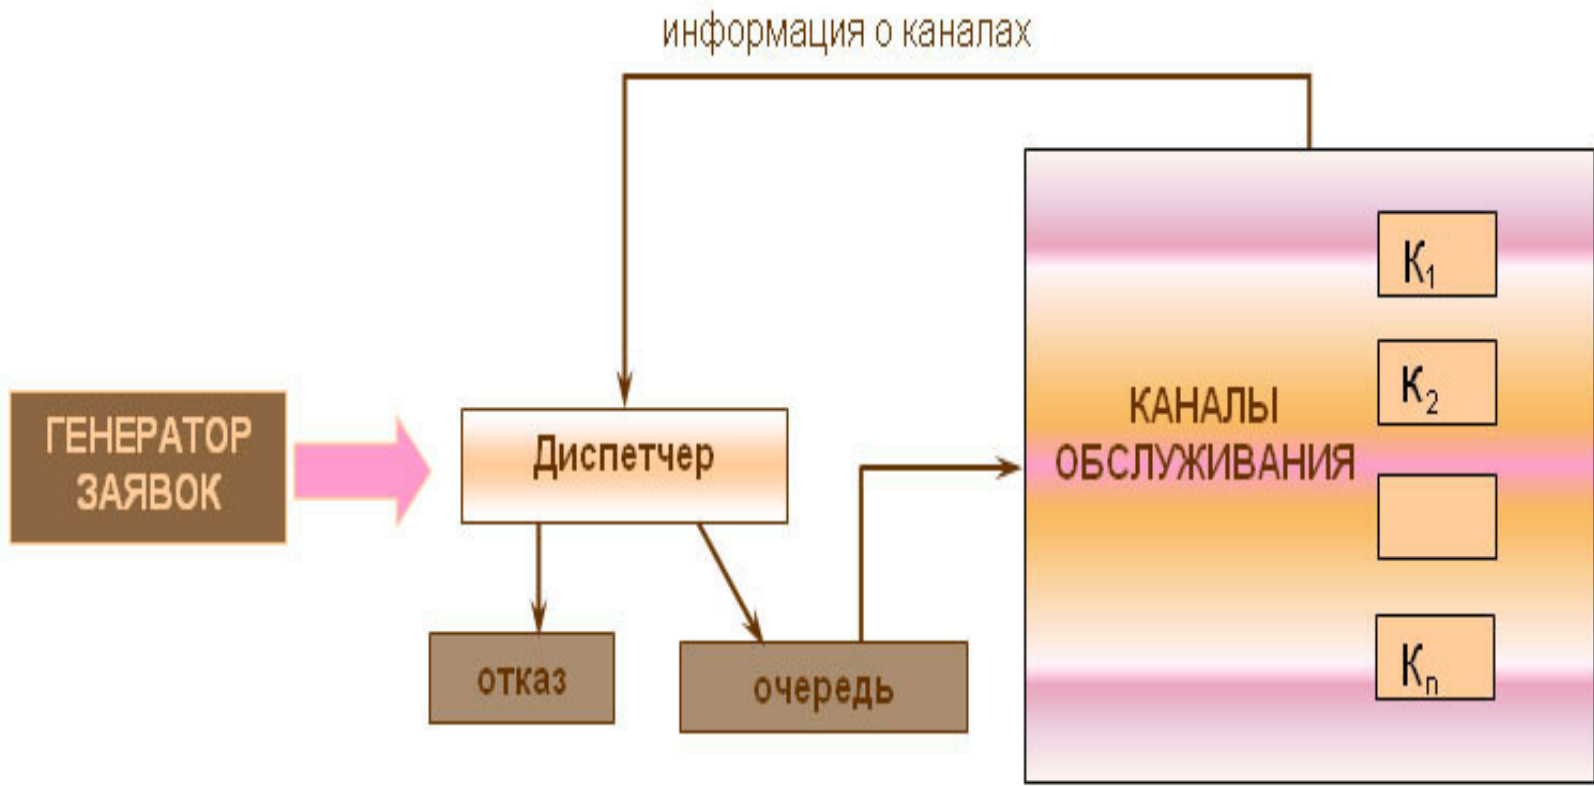 информация о каналах
ГЕНЕРАТОР
ЗАЯВОК
Диспетчер
отказ
очередь
КАНАЛЫ
ОБСЛУЖИВАНИЯ
К₁
К₂
Кₙ